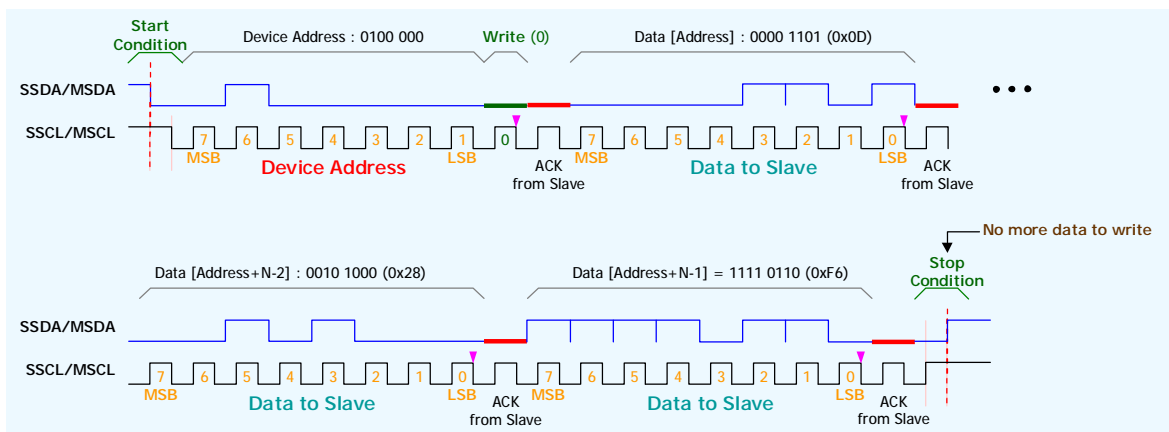 Start
Condition
Device Address : 0100 000
Write (0)
Data [Address] : 0000 1101 (0x0D)
SSDA/MSDA
• • •
SSCL/MSCL
7 6 5 4 3 2 1 0 7 6 5 4 3 2 1 0
MSB LSB MSB LSB
Device Address
ACK
from Slave
Data to Slave
ACK
from Slave
No more data to write
Data [Address+N-2] : 0010 1000 (0x28)
Data [Address+N-1] = 1111 0110 (0xF6)
Stop
Condition
SSDA/MSDA
SSCL/MSCL
7 6 5 4 3 2 1 0 7 6 5 4 3 2 1 0
MSB LSB MSB LSB
Data to Slave
ACK
from Slave
Data to Slave
ACK
from Slave